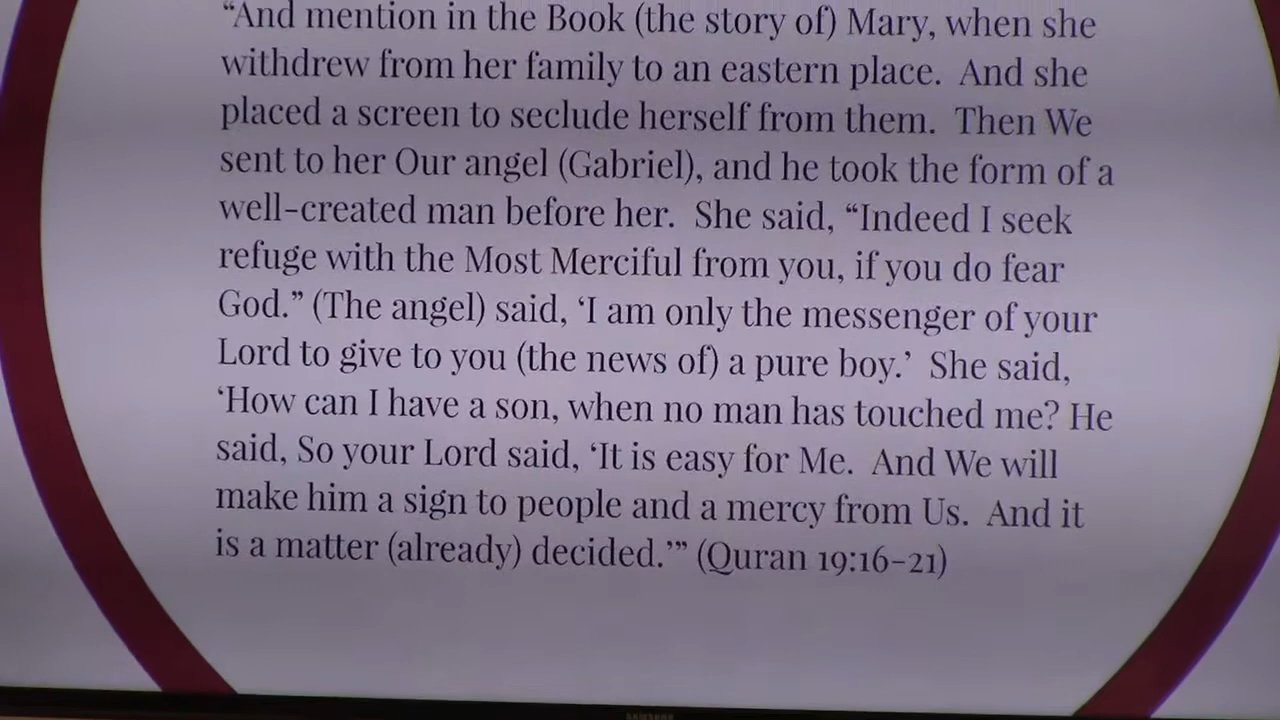 “And mention in the Book (the story of) Mary, when she
withdrew from her family to an eastern place.  And she
placed a screen to seclude herself from them.  Then We
sent to her Our angel (Gabriel), and he took the form of a
well-created man before her.  She said, “Indeed I seek
refuge with the Most Merciful from you, if you do fear
God.” (The angel) said, ‘I am only the messenger of your
Lord to give to you (the news of) a pure boy.’  She said,
‘How can I have a son, when no man has touched me? He
said, So your Lord said, ‘It is easy for Me.  And We will
make him a sign to people and a mercy from Us.  And it
is a matter (already) decided.’” (Quran 19:16-21)